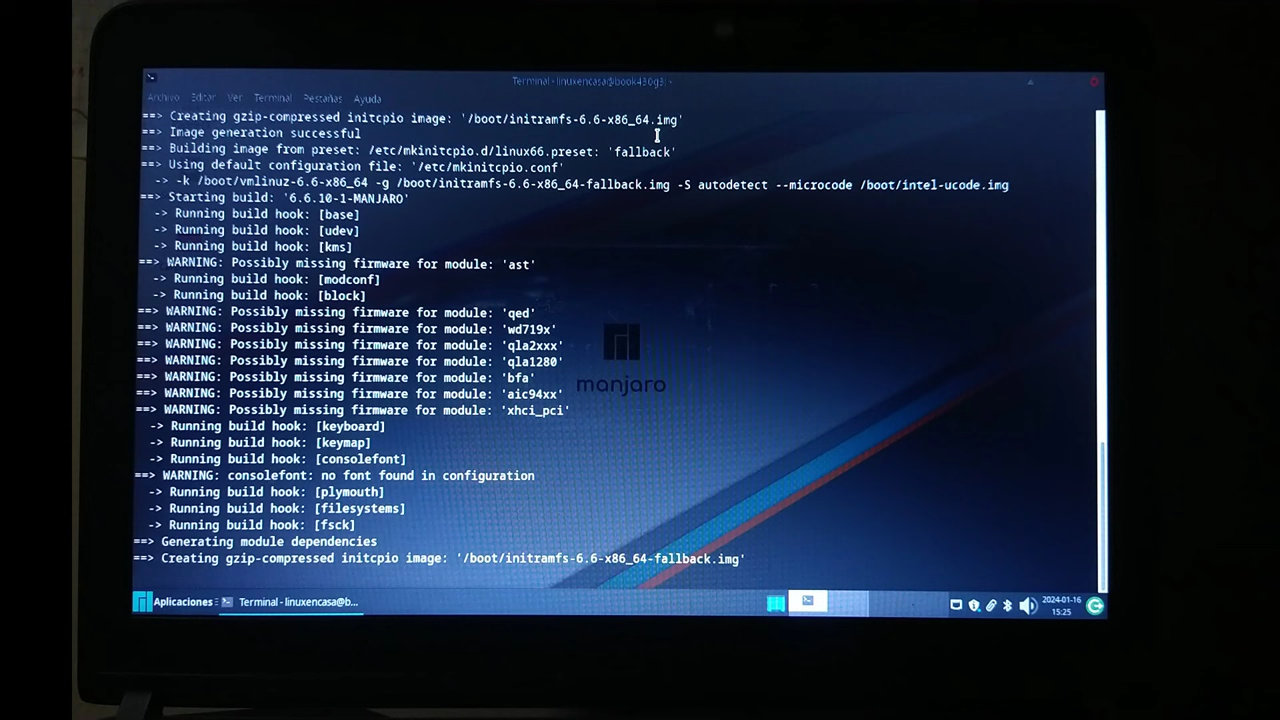 Terminal - linuxencasa@book430g3: ~
Archivo Editar Ver Terminal Pestañas Ayuda
==> Creating gzip-compressed initcpio image: '/boot/initramfs-6.6-x86_64.img'
==> Image generation successful
==> Building image from preset: /etc/mkinitcpio.d/linux66.preset: 'fallback'
==> Using default configuration file: '/etc/mkinitcpio.conf'
-> -k /boot/vmlinuz-6.6-x86_64 -g /boot/initramfs-6.6-x86_64-fallback.img -S autodetect --microcode /boot/intel-ucode.img
==> Starting build: '6.6.10-1-MANJARO'
-> Running build hook: [base]
-> Running build hook: [udev]
-> Running build hook: [kms]
==> WARNING: Possibly missing firmware for module: 'ast'
-> Running build hook: [modconf]
-> Running build hook: [block]
==> WARNING: Possibly missing firmware for module: 'qed'
==> WARNING: Possibly missing firmware for module: 'wd719x'
==> WARNING: Possibly missing firmware for module: 'qla2xxx'
==> WARNING: Possibly missing firmware for module: 'qla1280'
==> WARNING: Possibly missing firmware for module: 'bfa'
==> WARNING: Possibly missing firmware for module: 'aic94xx'
==> WARNING: Possibly missing firmware for module: 'xhci_pci'
manjaro
-> Running build hook: [keyboard]
-> Running build hook: [keymap]
-> Running build hook: [consolefont]
==> WARNING: consolefont: no font found in configuration
-> Running build hook: [plymouth]
-> Running build hook: [filesystems]
-> Running build hook: [fsck]
==> Generating module dependencies
==> Creating gzip-compressed initcpio image: '/boot/initramfs-6.6-x86_64-fallback.img'
Aplicaciones Terminal - linuxencasa@b...
2024-01-16
15:25